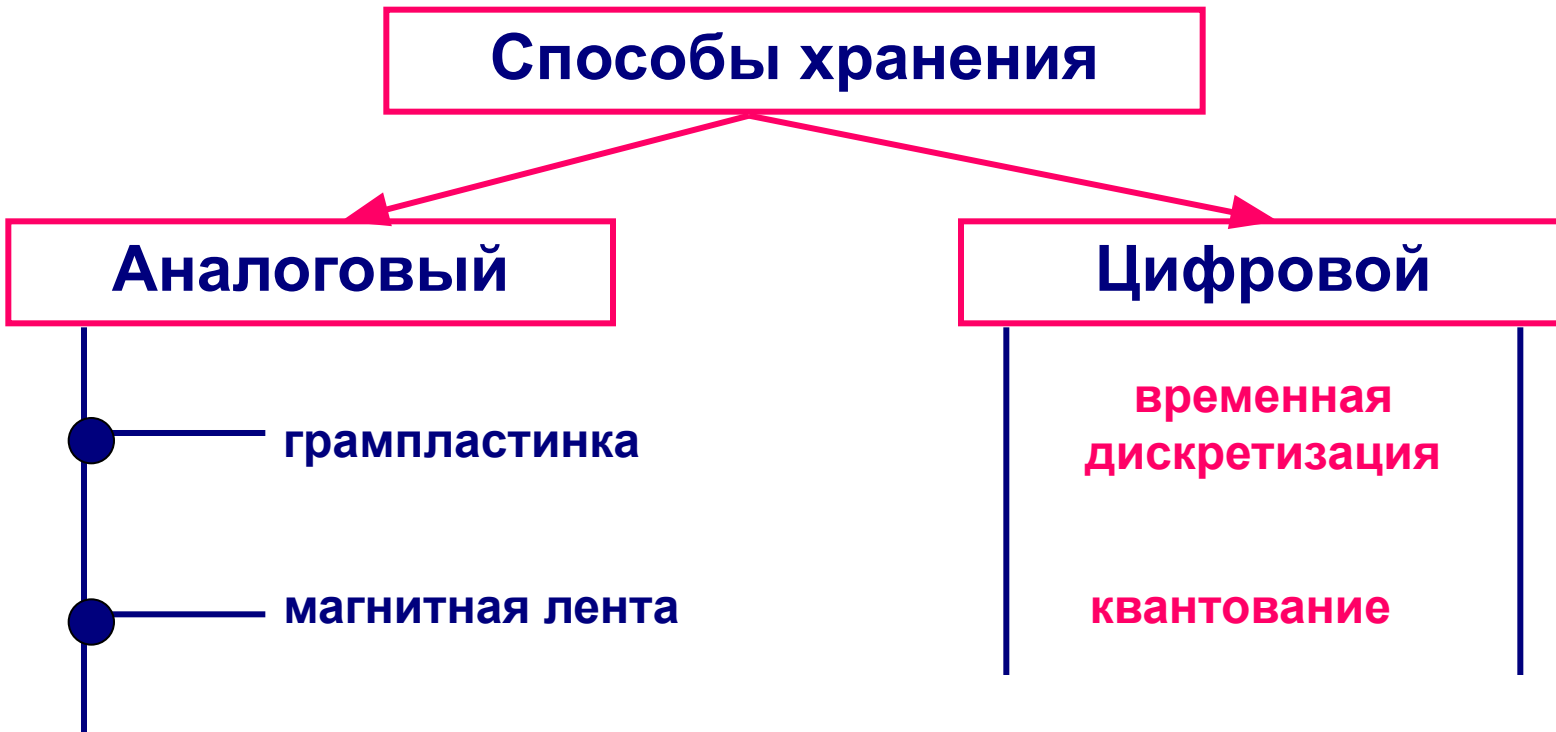 Способы хранения
Аналоговый
грампластинка
магнитная лента
Цифровой
временная
дискретизация
квантование